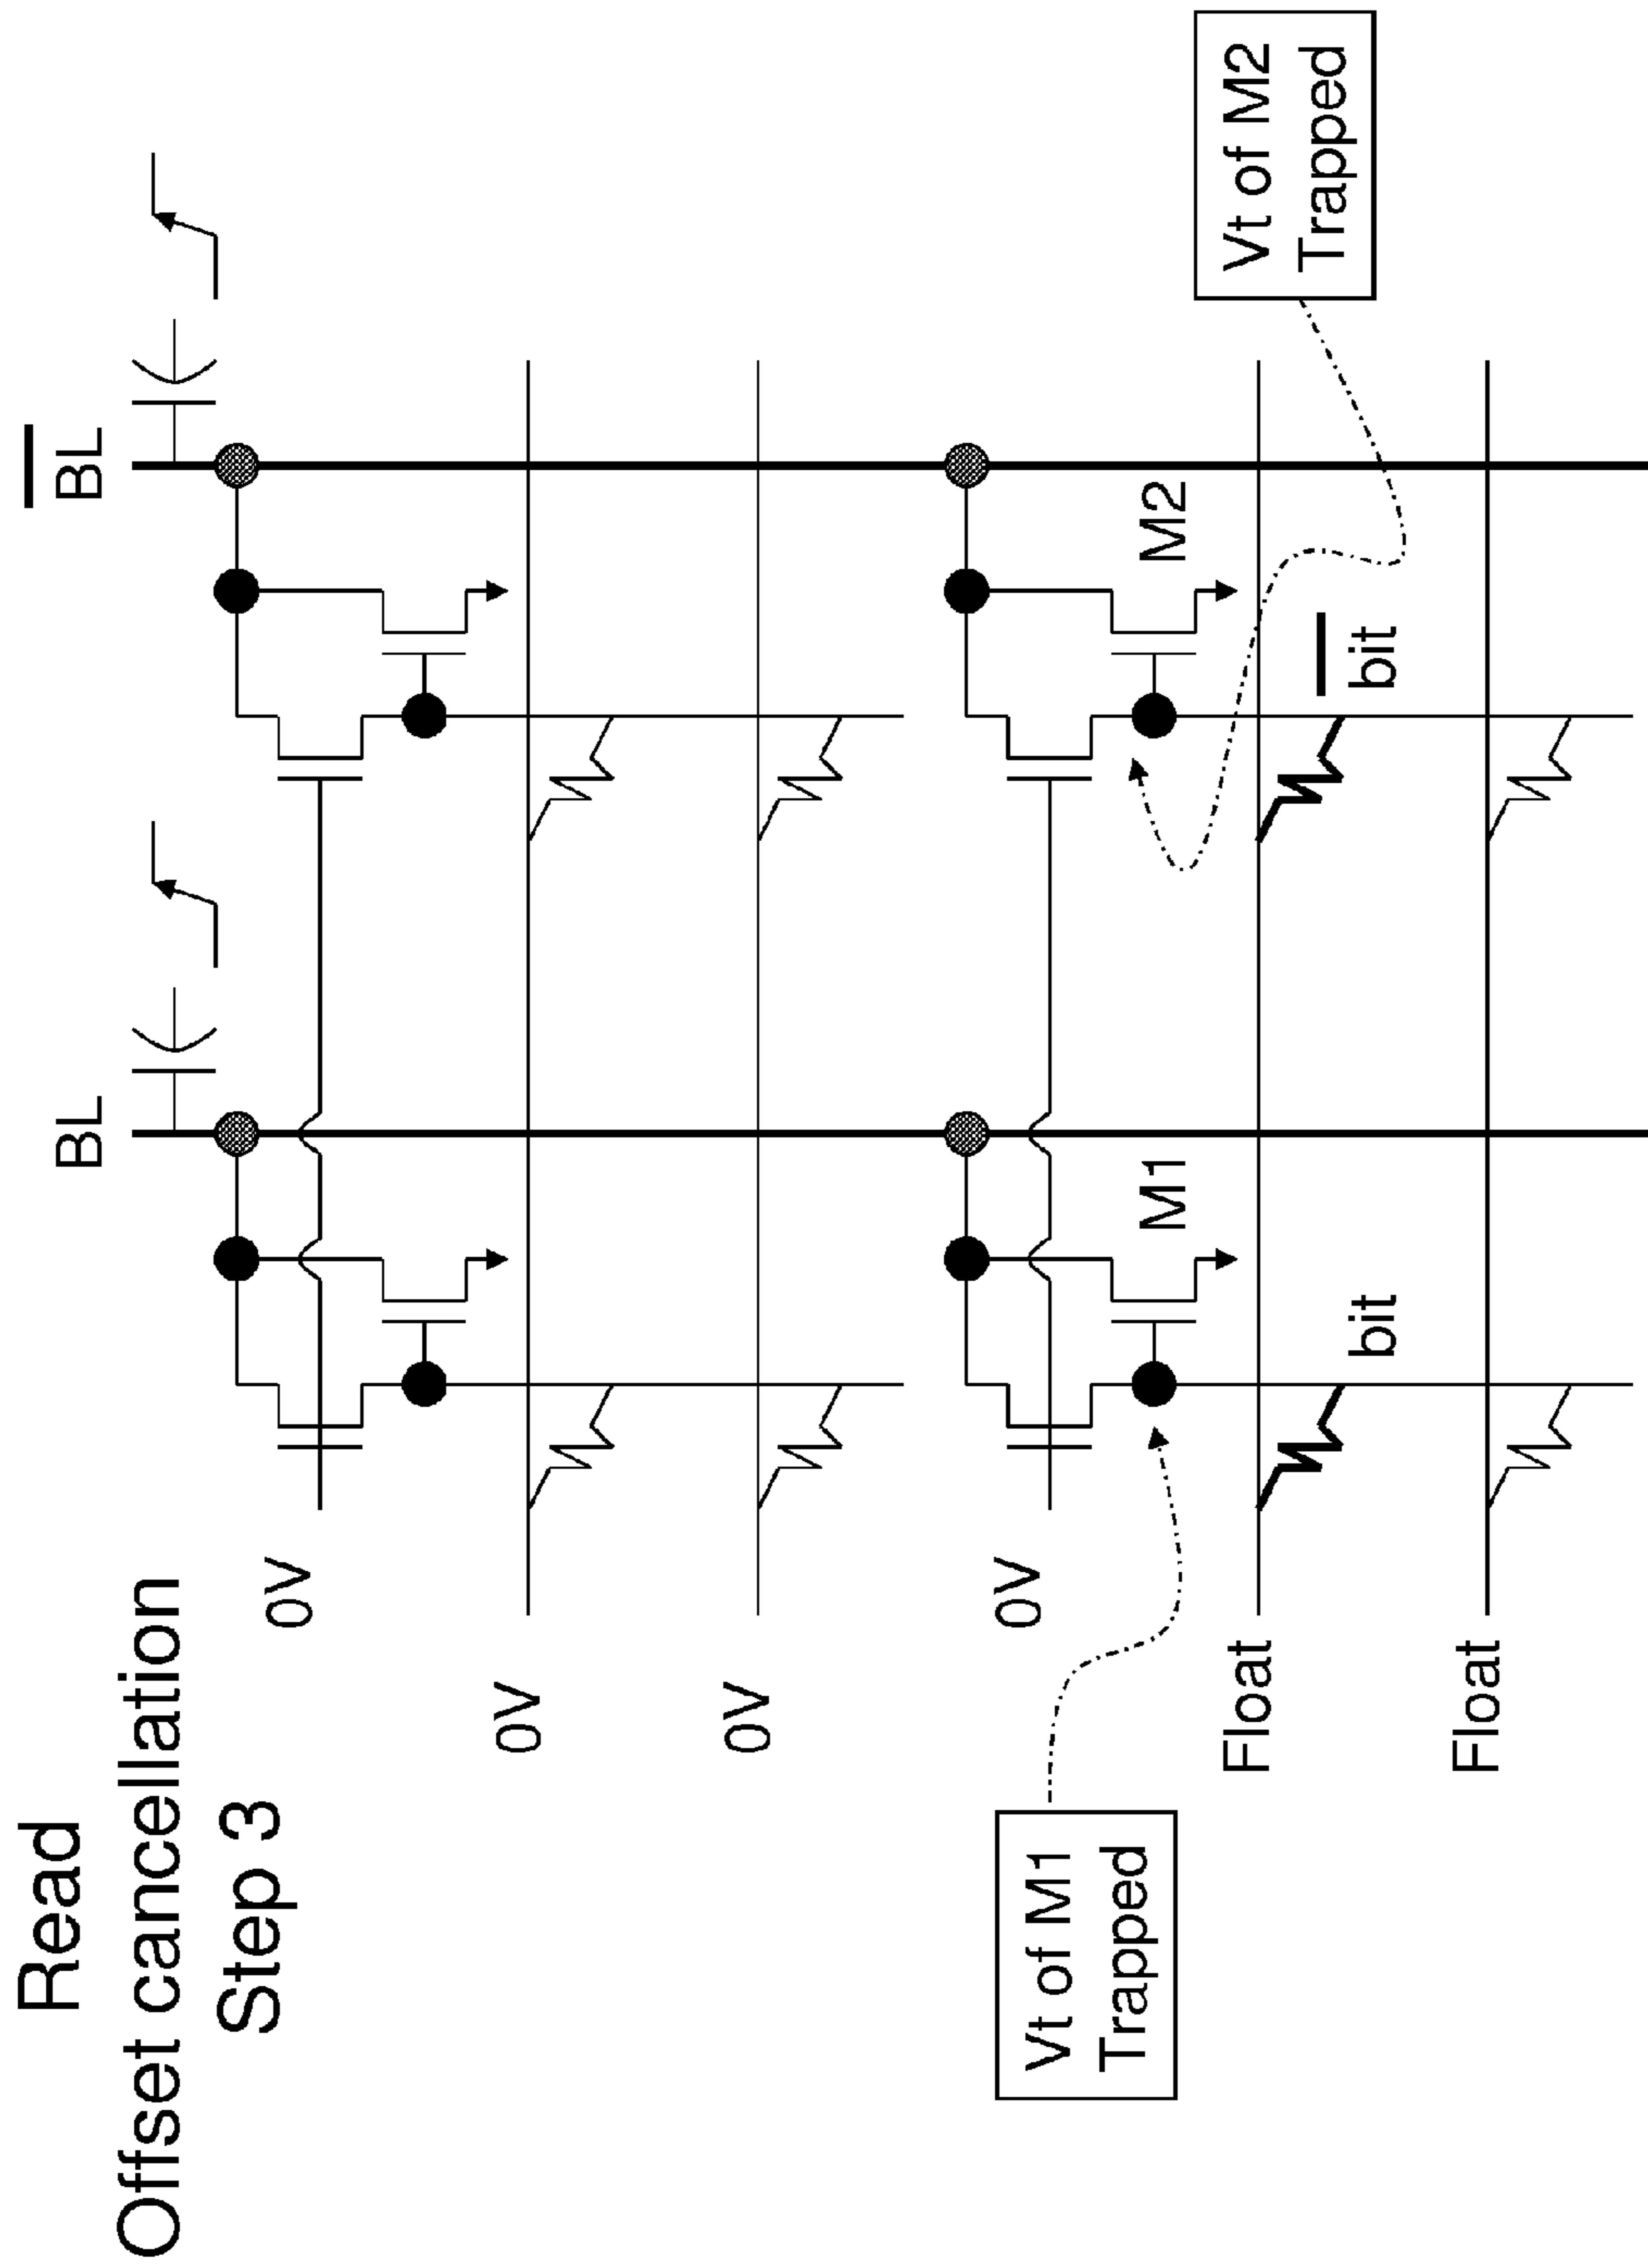 Read
Offset cancellation
Step 3
BL
BL
0V
0V
0V
0V
M1
M2
Float
bit
bit
Float
Vt of M1
Trapped
Vt of M2
Trapped